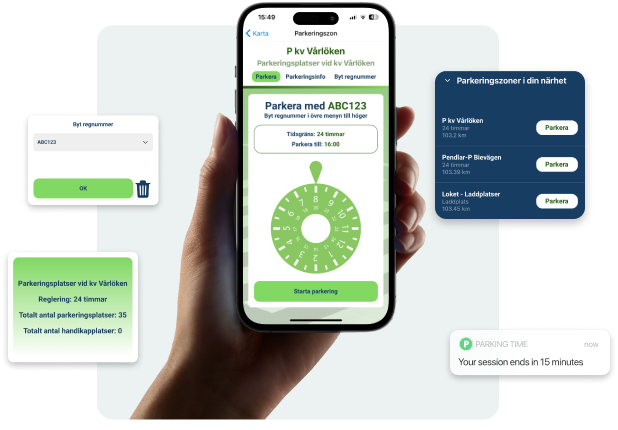 15:49
Karta
Parkeringszon
P kv Vårlöken
Parkeringsplatser vid kv Vårlöken
Parkera Parkeringsinfo Byt regnummer
Parkera med ABC123
Byt regnummer i övre menyn till höger
Tidsgräns: 24 timmar
Parkera till: 16:00
Starta parkering
Byt regnummer
ABC123
OK
Parkeringsplatser vid kv Vårlöken
Reglering: 24 timmar
Totalt antal parkeringsplatser: 35
Totalt antal handikapplatser: 0
Parkeringszoner i din närhet
P kv Vårlöken
24 timmar
103.2 km
Parkera
Pendlar-P Bievägen
24 timmar
103.39 km
Parkera
Loket - Laddplatser
Laddplats
103.45 km
Parkera
P PARKING TIME now
Your session ends in 15 minutes